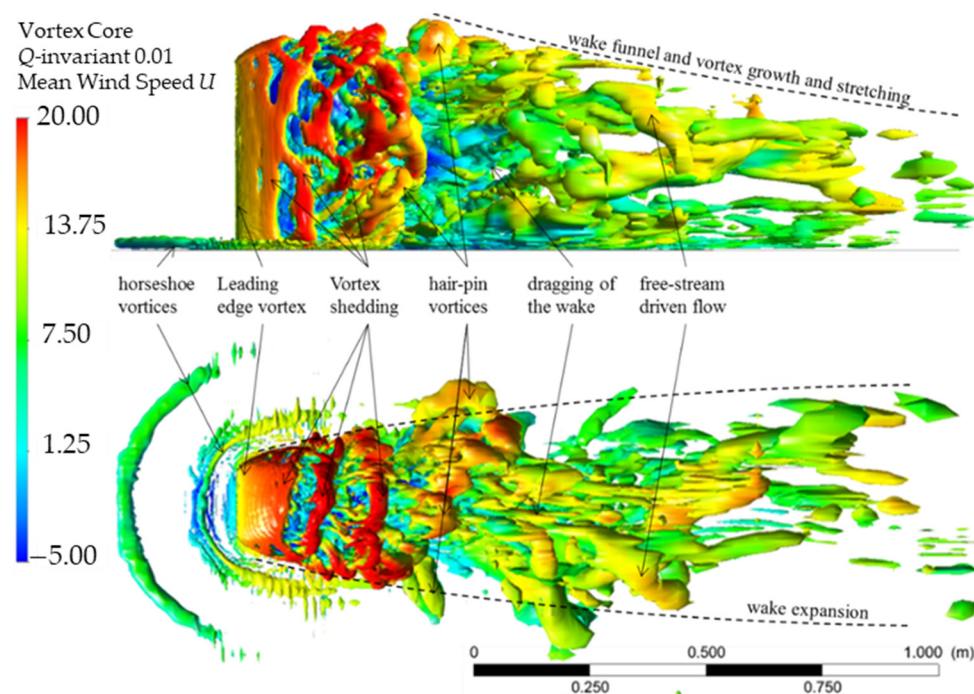 Vortex Core
Q-invariant 0.01
Mean Wind Speed U
20.00
13.75
7.50
1.25
–5.00
wake funnel and vortex growth and stretching
horseshoe vortices
Leading edge vortex
Vortex shedding
hair-pin vortices
dragging of the wake
free-stream driven flow
wake expansion
0 0.500 1.000 (m)
0.250 0.750